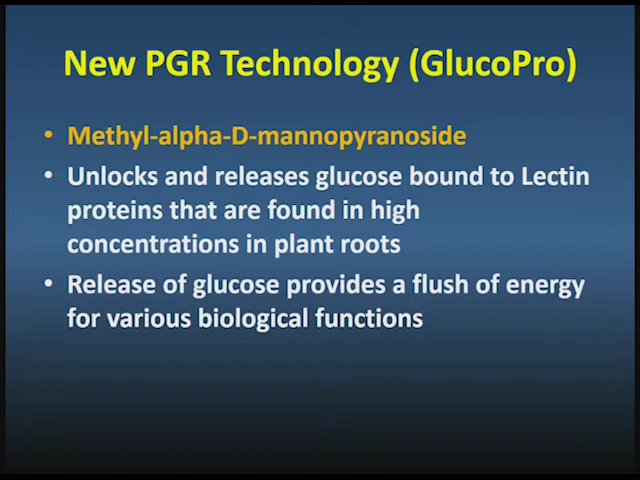 New PGR Technology (GlucoPro)
• Methyl-alpha-D-mannopyranoside
• Unlocks and releases glucose bound to Lectin
proteins that are found in high
concentrations in plant roots
• Release of glucose provides a flush of energy
for various biological functions